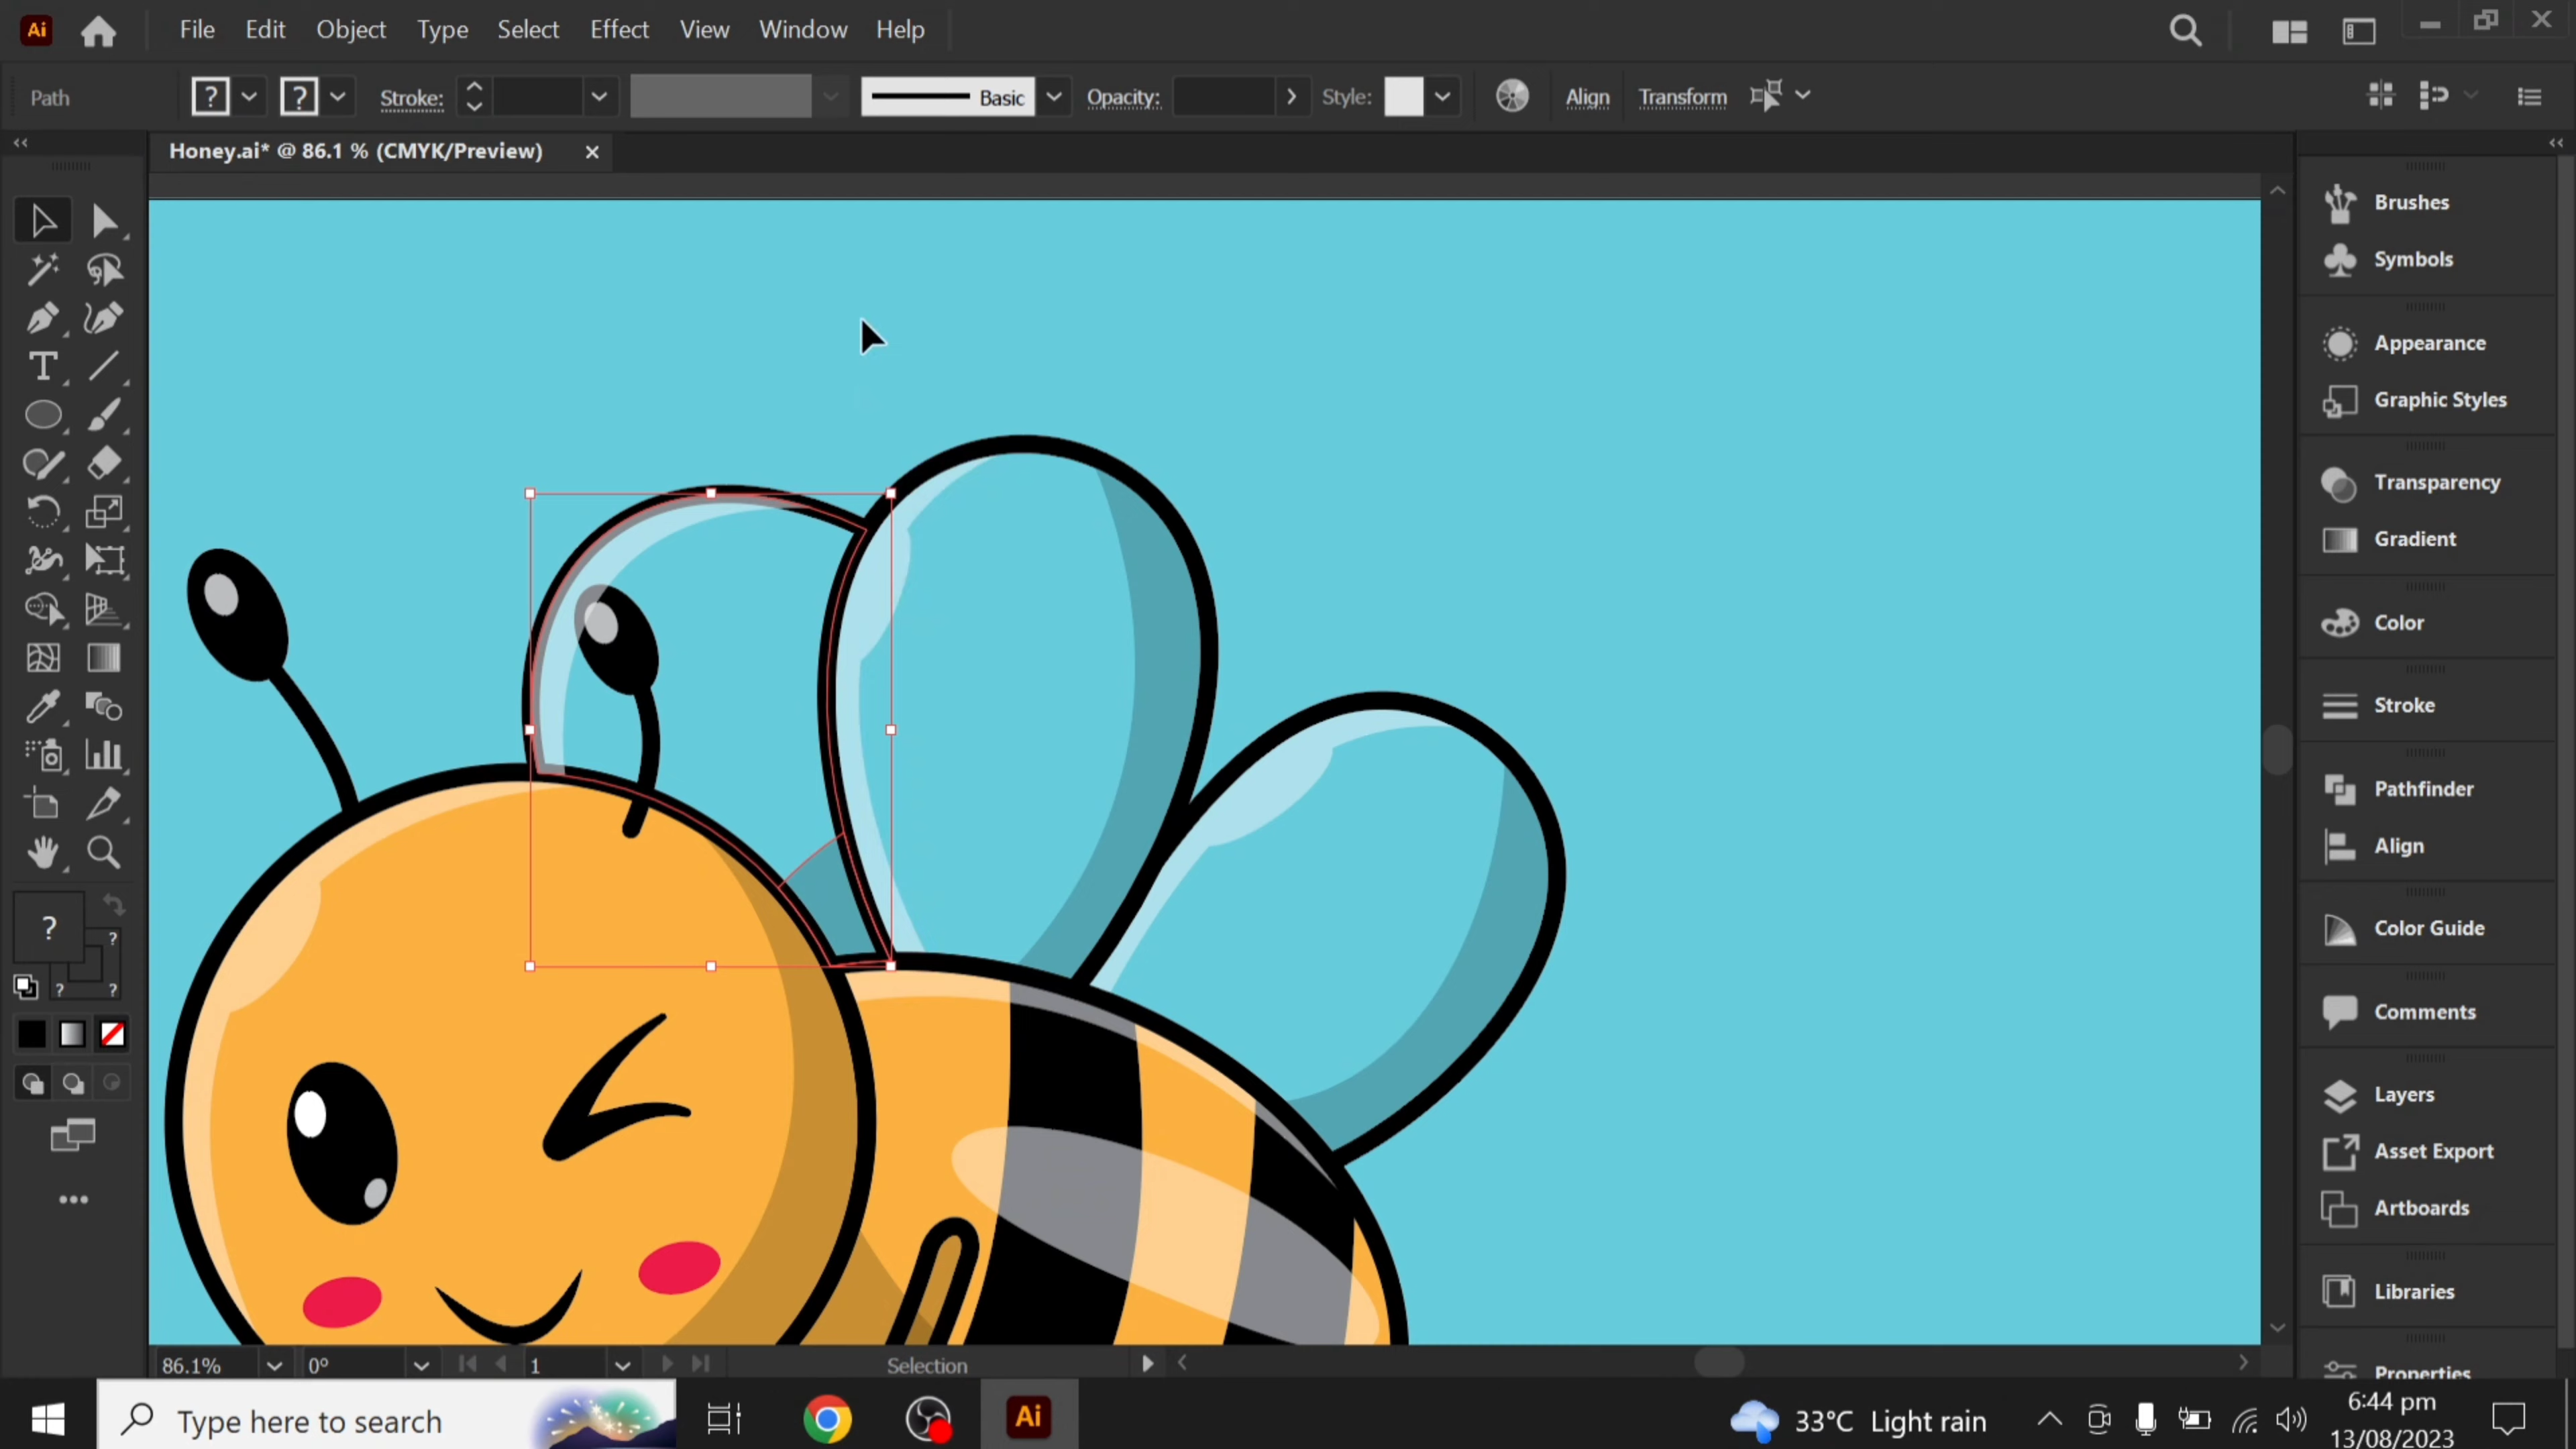 Ai File Edit Object Type Select Effect View Window Help
Path ? ? Stroke: Basic Opacity: Style: Align Transform
Honey.ai* @ 86.1 % (CMYK/Preview)
Brushes
Symbols
Appearance
Graphic Styles
Transparency
Gradient
Color
Stroke
Pathfinder
Align
Color Guide
Comments
Layers
Asset Export
Artboards
Libraries
Properties
T
?
?
? ?
86.1% 0° 1 Selection
Type here to search Ai 33°C Light rain 6:44 pm
13/08/2023